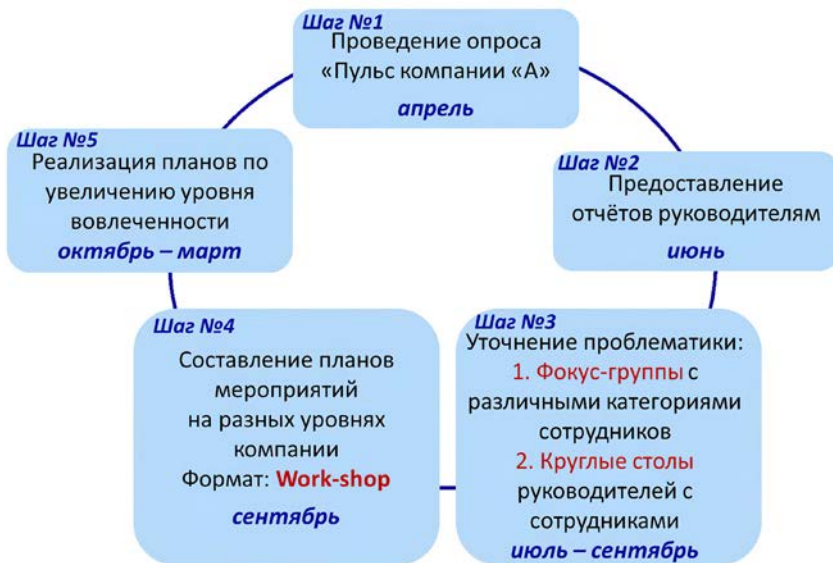 Шаг №1
Проведение опроса
«Пульс компании «А»
апрель
Шаг №2
Предоставление
отчётов руководителям
июнь
Шаг №3
Уточнение проблематики:
1. Фокус-группы с
различными категориями
сотрудников
2. Круглые столы
руководителей с
сотрудниками
июль – сентябрь
Шаг №4
Составление планов
мероприятий
на разных уровнях
компании
Формат: Work-shop
сентябрь
Шаг №5
Реализация планов по
увеличению уровня
вовлеченности
октябрь – март